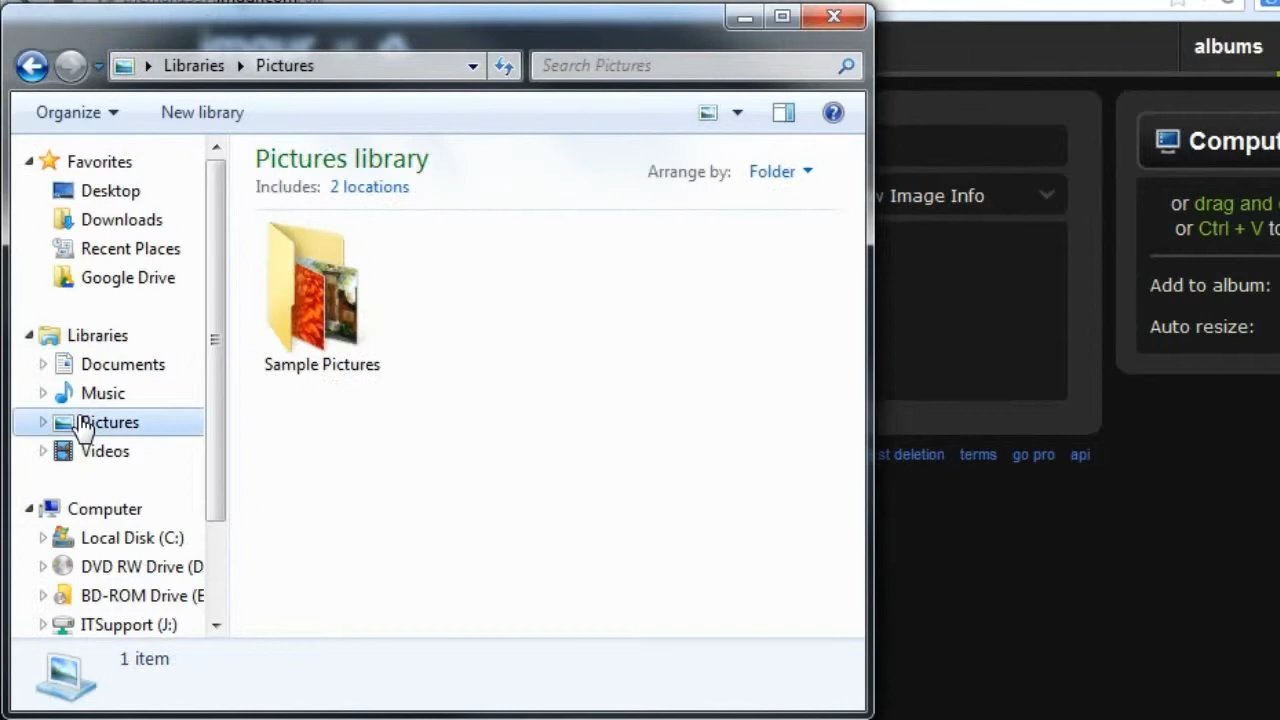 albums
Libraries
Pictures
Search Pictures
Organize
New library
Favorites
Desktop
Downloads
Recent Places
Google Drive
Libraries
Documents
Music
Pictures
Videos
Computer
Local Disk (C:)
DVD RW Drive (D
BD-ROM Drive (E
ITSupport (J:)
Pictures library
Includes: 2 locations
Arrange by: Folder
Sample Pictures
1 item
Image Info
deletion terms go pro api
Comput
or drag and
or Ctrl + V to
Add to album:
Auto resize: